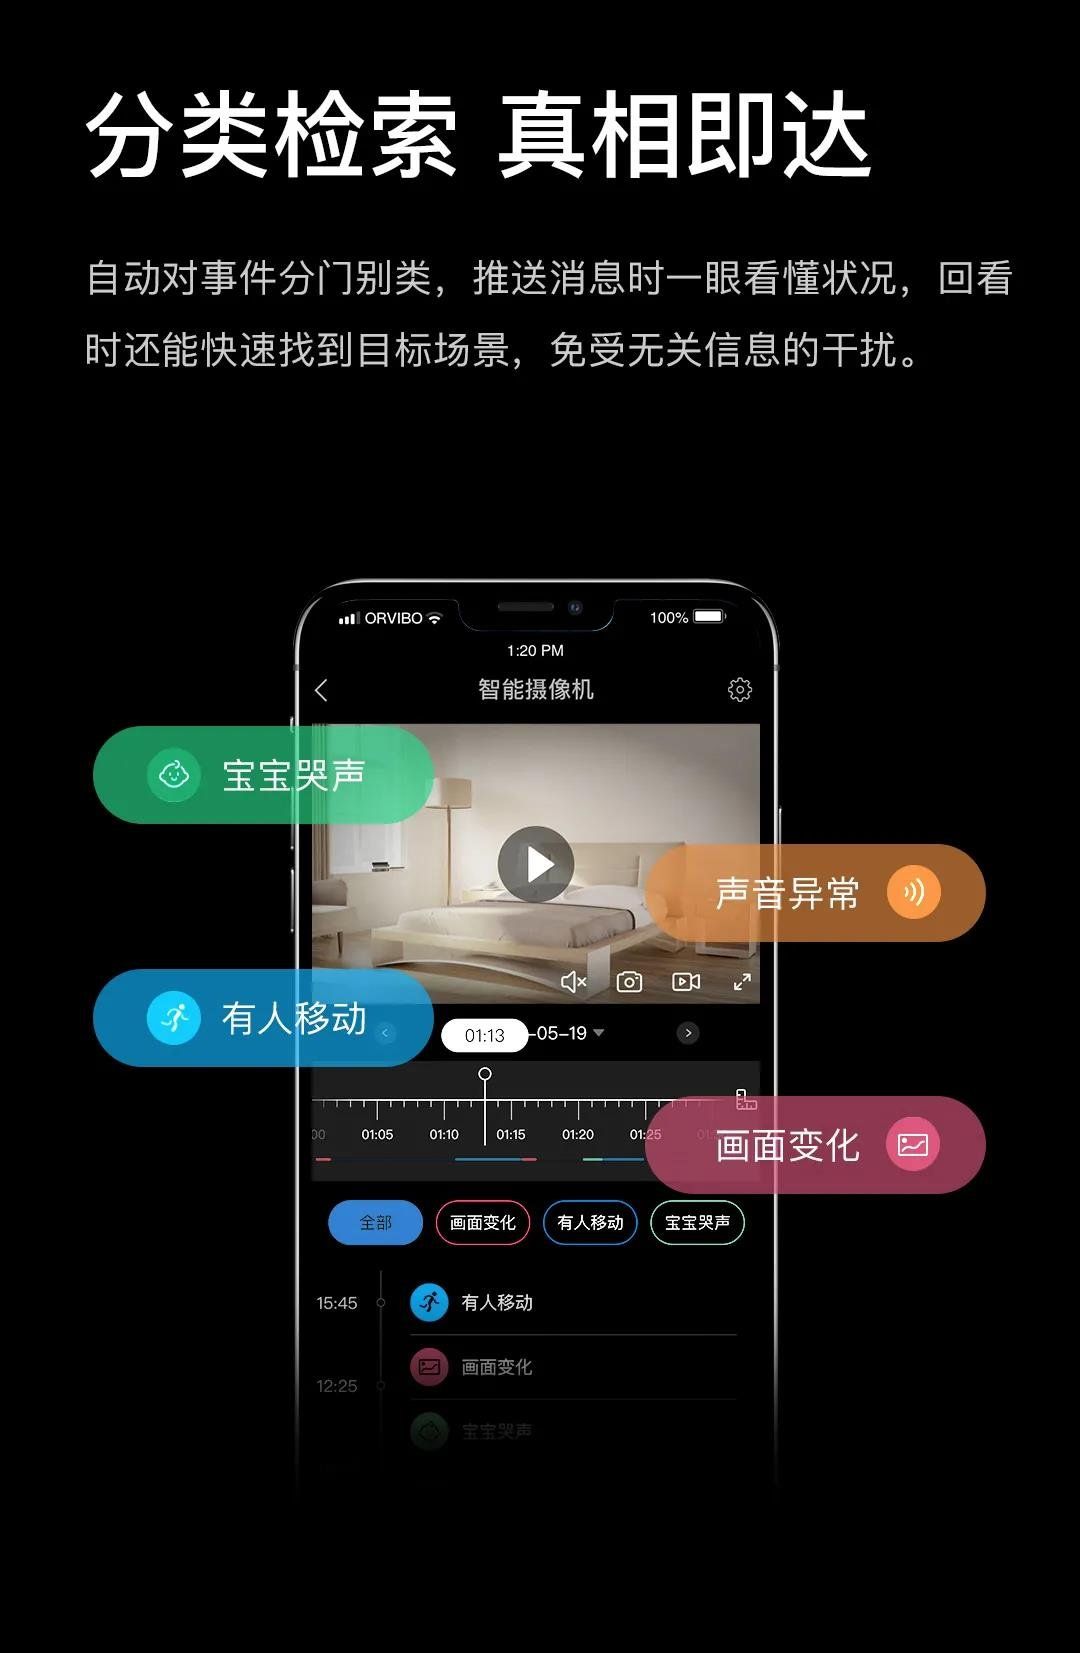 分类检索 真相即达
自动对事件分门别类，推送消息时一眼看懂状况，回看
时还能快速找到目标场景，免受无关信息的干扰。
ORVIBO
100%
1:20 PM
智能摄像机
宝宝哭声
声音异常
有人移动
01:13
-05-19
画面变化
00 01:05 01:10 01:15 01:20 01:25
全部 画面变化 有人移动 宝宝哭声
15:45 有人移动
画面变化
12:25
宝宝哭声